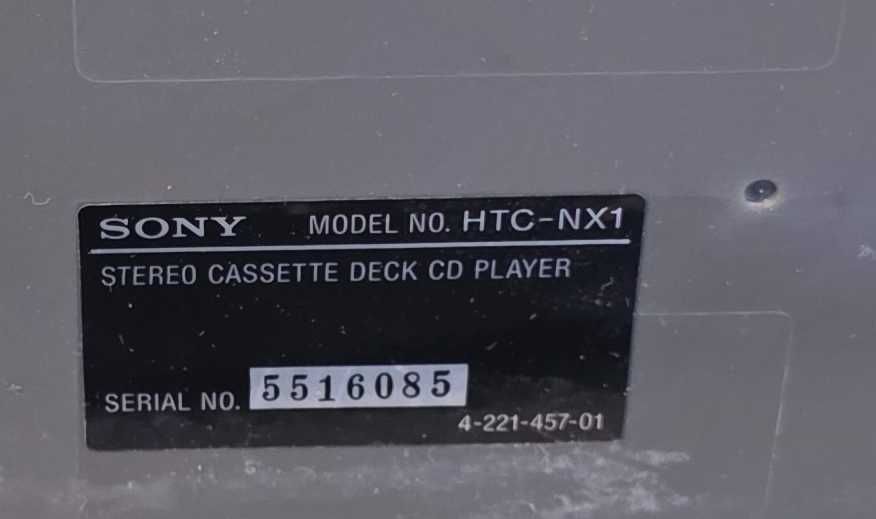 SONY MODEL NO. HTC-NX1
STEREO CASSETTE DECK CD PLAYER
SERIAL NO. 5516085
4-221-457-01